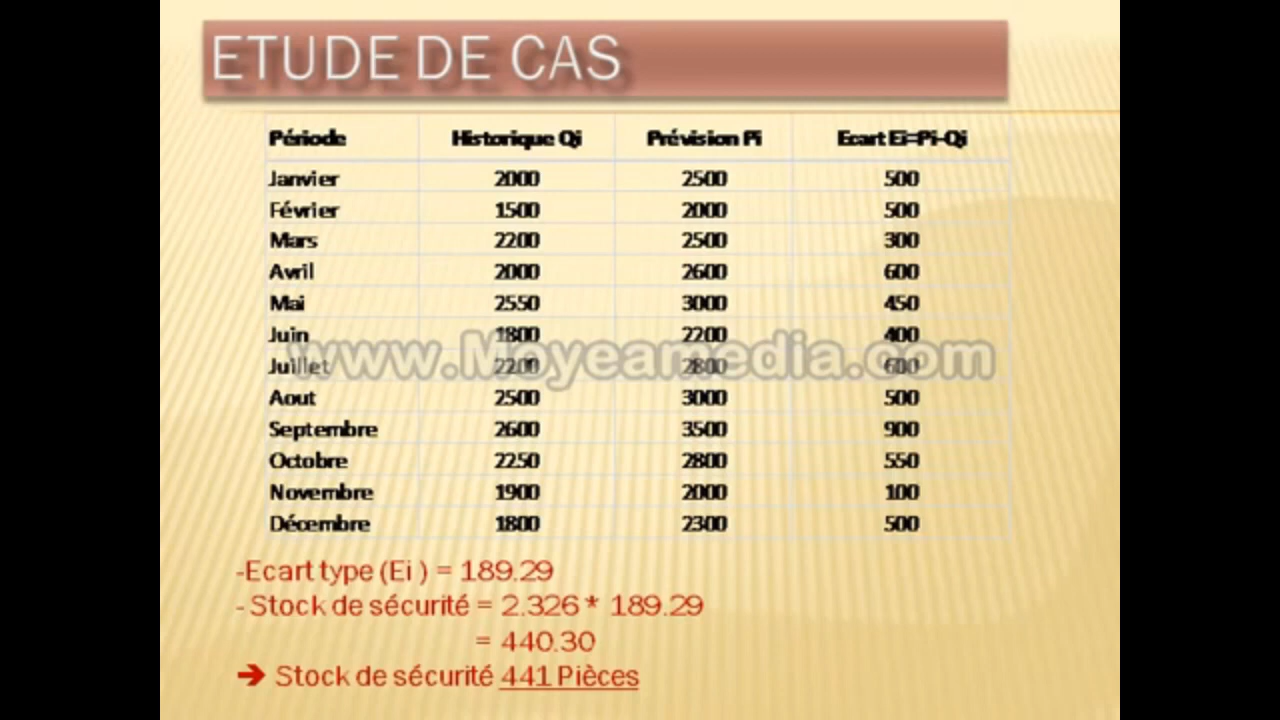 ETUDE DE CAS
Période Historique Qi Prévision Pi Ecart Ei=Pi-Qi
Janvier 2000 2500 500
Février 1500 2000 500
Mars 2200 2500 300
Avril 2000 2600 600
Mai 2550 3000 450
Juin 1800 2200 400
www.Moyeamedia.com
Juillet 2200 2800 600
Aout 2500 3000 500
Septembre 2600 3500 900
Octobre 2250 2800 550
Novembre 1900 2000 100
Décembre 1800 2300 500
-Ecart type (Ei ) = 189.29
- Stock de sécurité = 2.326 * 189.29
= 440.30
➔ Stock de sécurité 441 Pièces